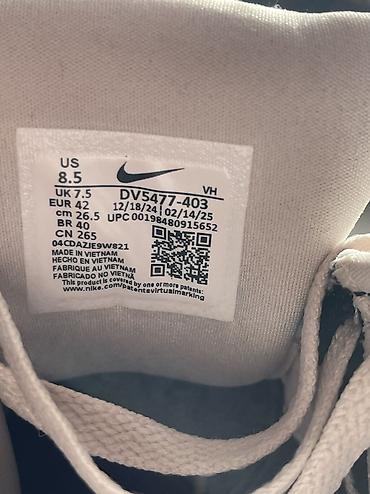 US
8.5
VH
UK 7.5
DV5477-403
EUR 42
12/18/24 | 02/14/25
cm 26.5
UPC 00198480915652
BR 40
CN 265
04CDAZJE9W821
MADE IN VIETNAM
HECHO EN VIETNAM
FABRIQUE AU VIETNAM
FABRICADO NO VIETNÃ
This product is covered by one or more patents:
www.nike.com/patentsvirtualmarking